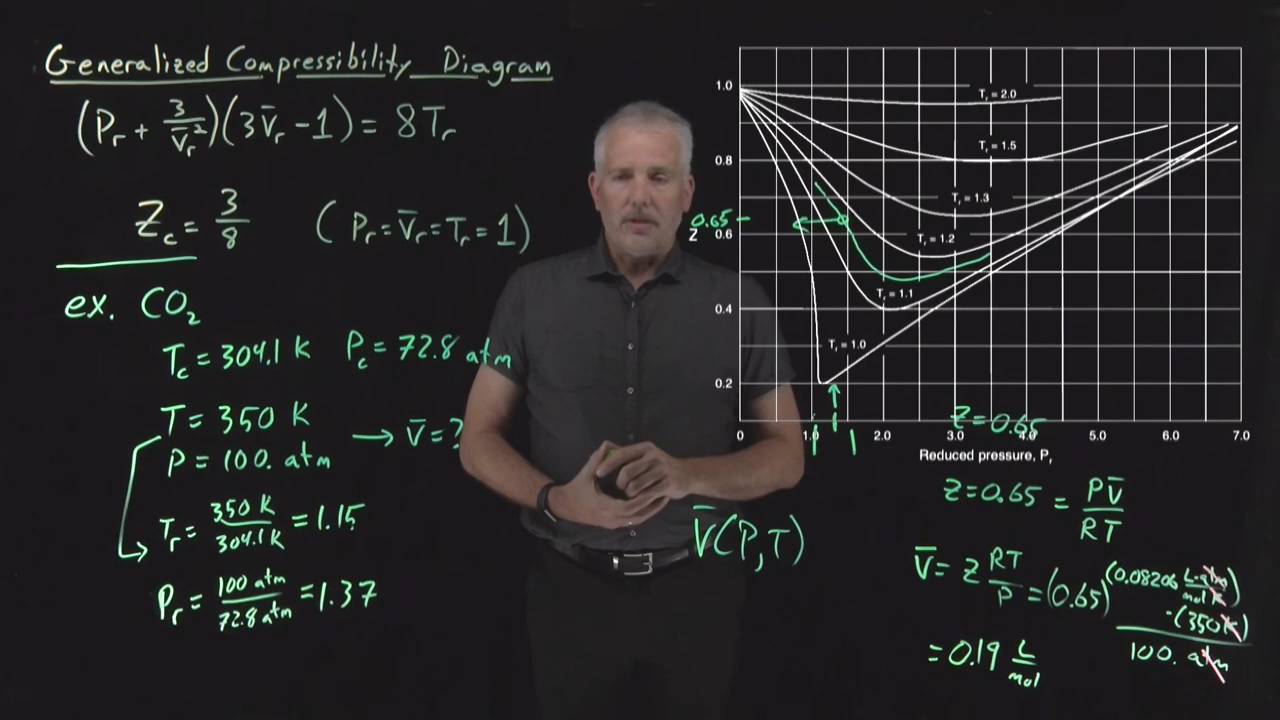 Generalized Compressibility Diagram
(Pr + 3/V̄r²)(3V̄r - 1) = 8Tr
Zc = 3/8 (Pr = V̄r = Tr = 1)
ex. CO₂
Tc = 304.1 K Pc = 72.8 atm
T = 350 K
P = 100. atm
→ V̄ = ?
Tr = 350 K / 304.1 K = 1.15
Pr = 100 atm / 72.8 atm = 1.37
V̄(P,T)
1.0
0.8
0.65
0.6
Z
0.4
0.2
Tr = 2.0
Tr = 1.5
Tr = 1.3
Tr = 1.2
Tr = 1.1
Tr = 1.0
Z = 0.65
0 1.0 2.0 3.0 4.0 5.0 6.0 7.0
Reduced pressure, Pr
Z = 0.65 = PV̄ / RT
V̄ = Z RT/P = (0.65) (0.08206 L·atm / mol K)
·(350 K)
100. atm
= 0.19 L/mol